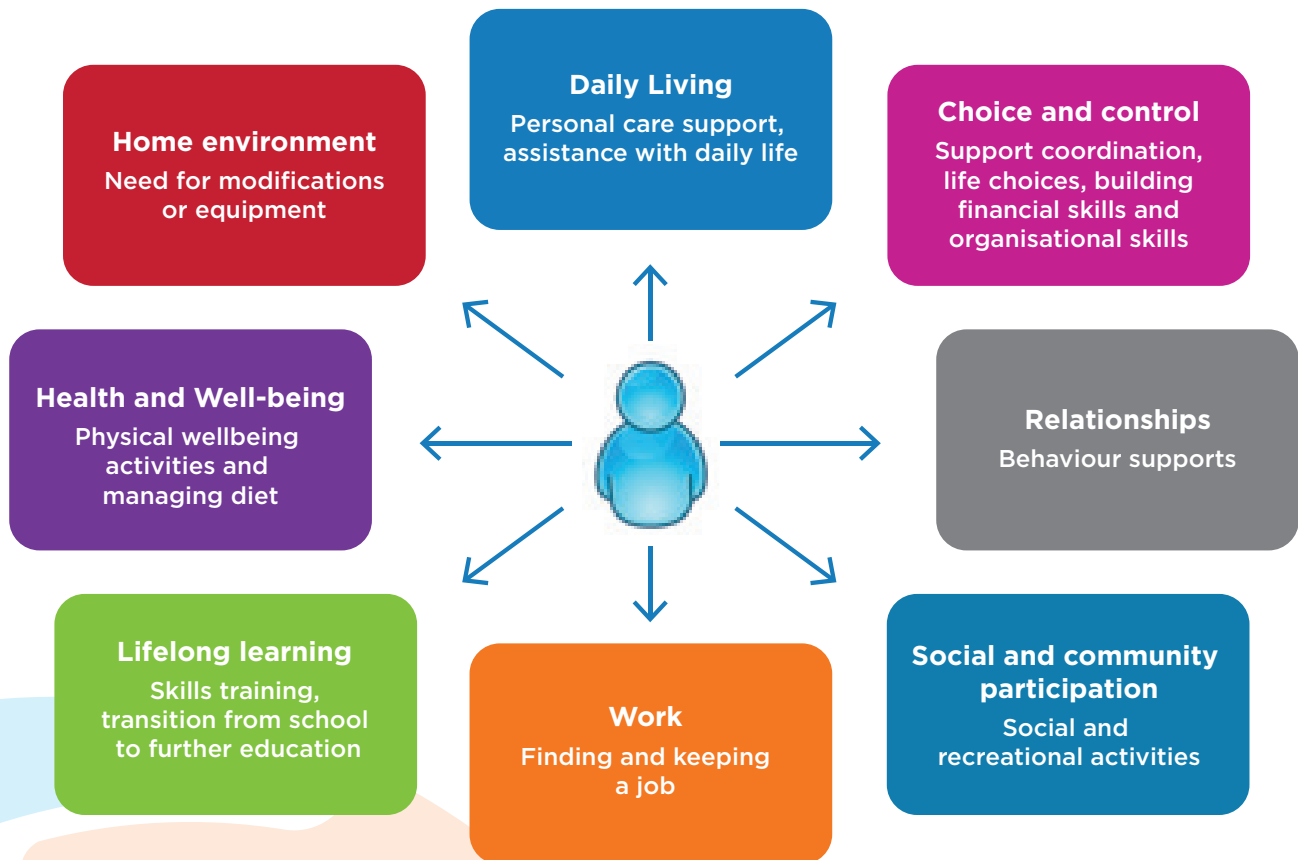 Daily Living
Personal care support,
assistance with daily life
Choice and control
Support coordination,
life choices, building
financial skills and
organisational skills
Relationships
Behaviour supports
Social and community
participation
Social and
recreational activities
Work
Finding and keeping
a job
Lifelong learning
Skills training,
transition from school
to further education
Health and Well-being
Physical wellbeing
activities and
managing diet
Home environment
Need for modifications
or equipment